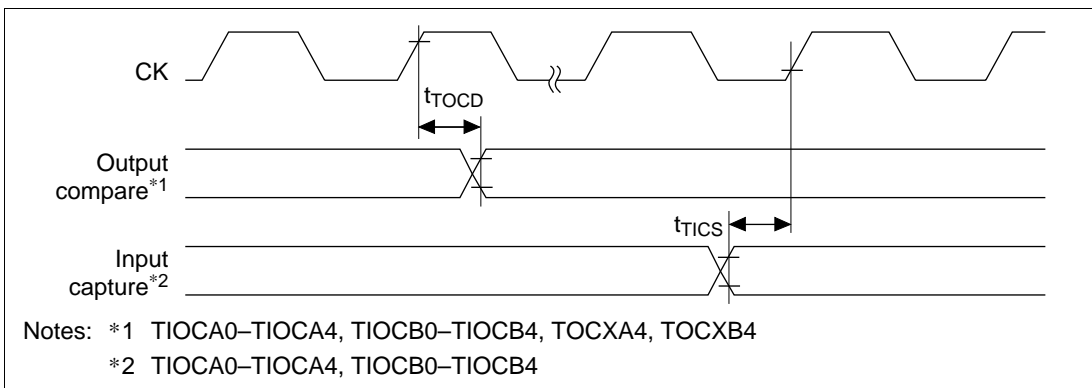 CK
tTOCD
Output
compare*1
tTICS
Input
capture*2
Notes: *1 TIOCA0–TIOCA4, TIOCB0–TIOCB4, TOCXA4, TOCXB4
*2 TIOCA0–TIOCA4, TIOCB0–TIOCB4